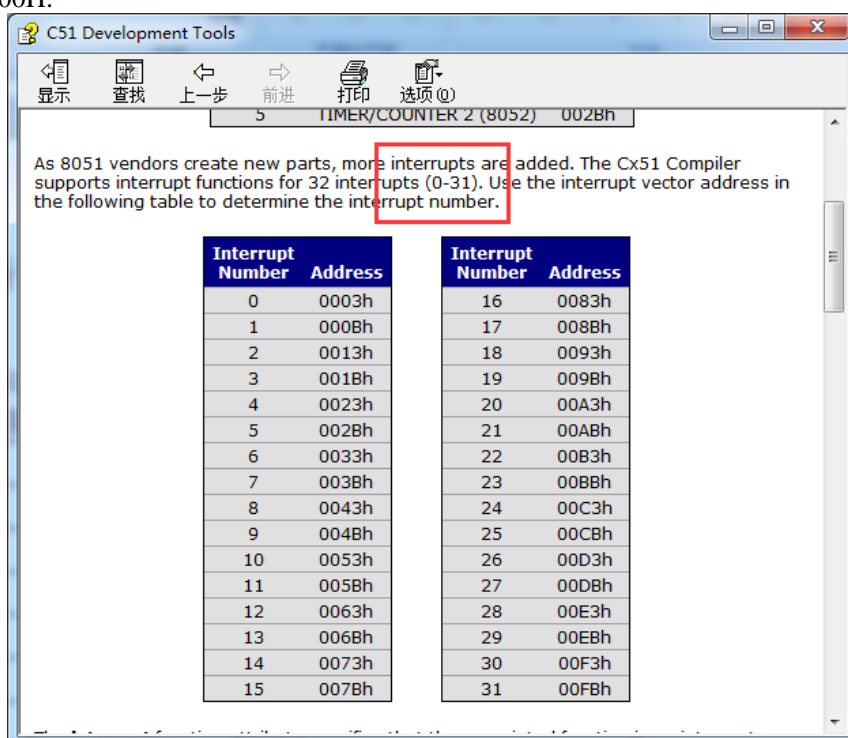 00H.
C51 Development Tools
显示 查找 上一步 前进 打印 选项(O)
5 TIMER/COUNTER 2 (8052) 002Bh
As 8051 vendors create new parts, more interrupts are added. The Cx51 Compiler
supports interrupt functions for 32 interrupts (0-31). Use the interrupt vector address in
the following table to determine the interrupt number.
Interrupt Number Address Interrupt Number Address
0 0003h 16 0083h
1 000Bh 17 008Bh
2 0013h 18 0093h
3 001Bh 19 009Bh
4 0023h 20 00A3h
5 002Bh 21 00ABh
6 0033h 22 00B3h
7 003Bh 23 00BBh
8 0043h 24 00C3h
9 004Bh 25 00CBh
10 0053h 26 00D3h
11 005Bh 27 00DBh
12 0063h 28 00E3h
13 006Bh 29 00EBh
14 0073h 30 00F3h
15 007Bh 31 00FBh